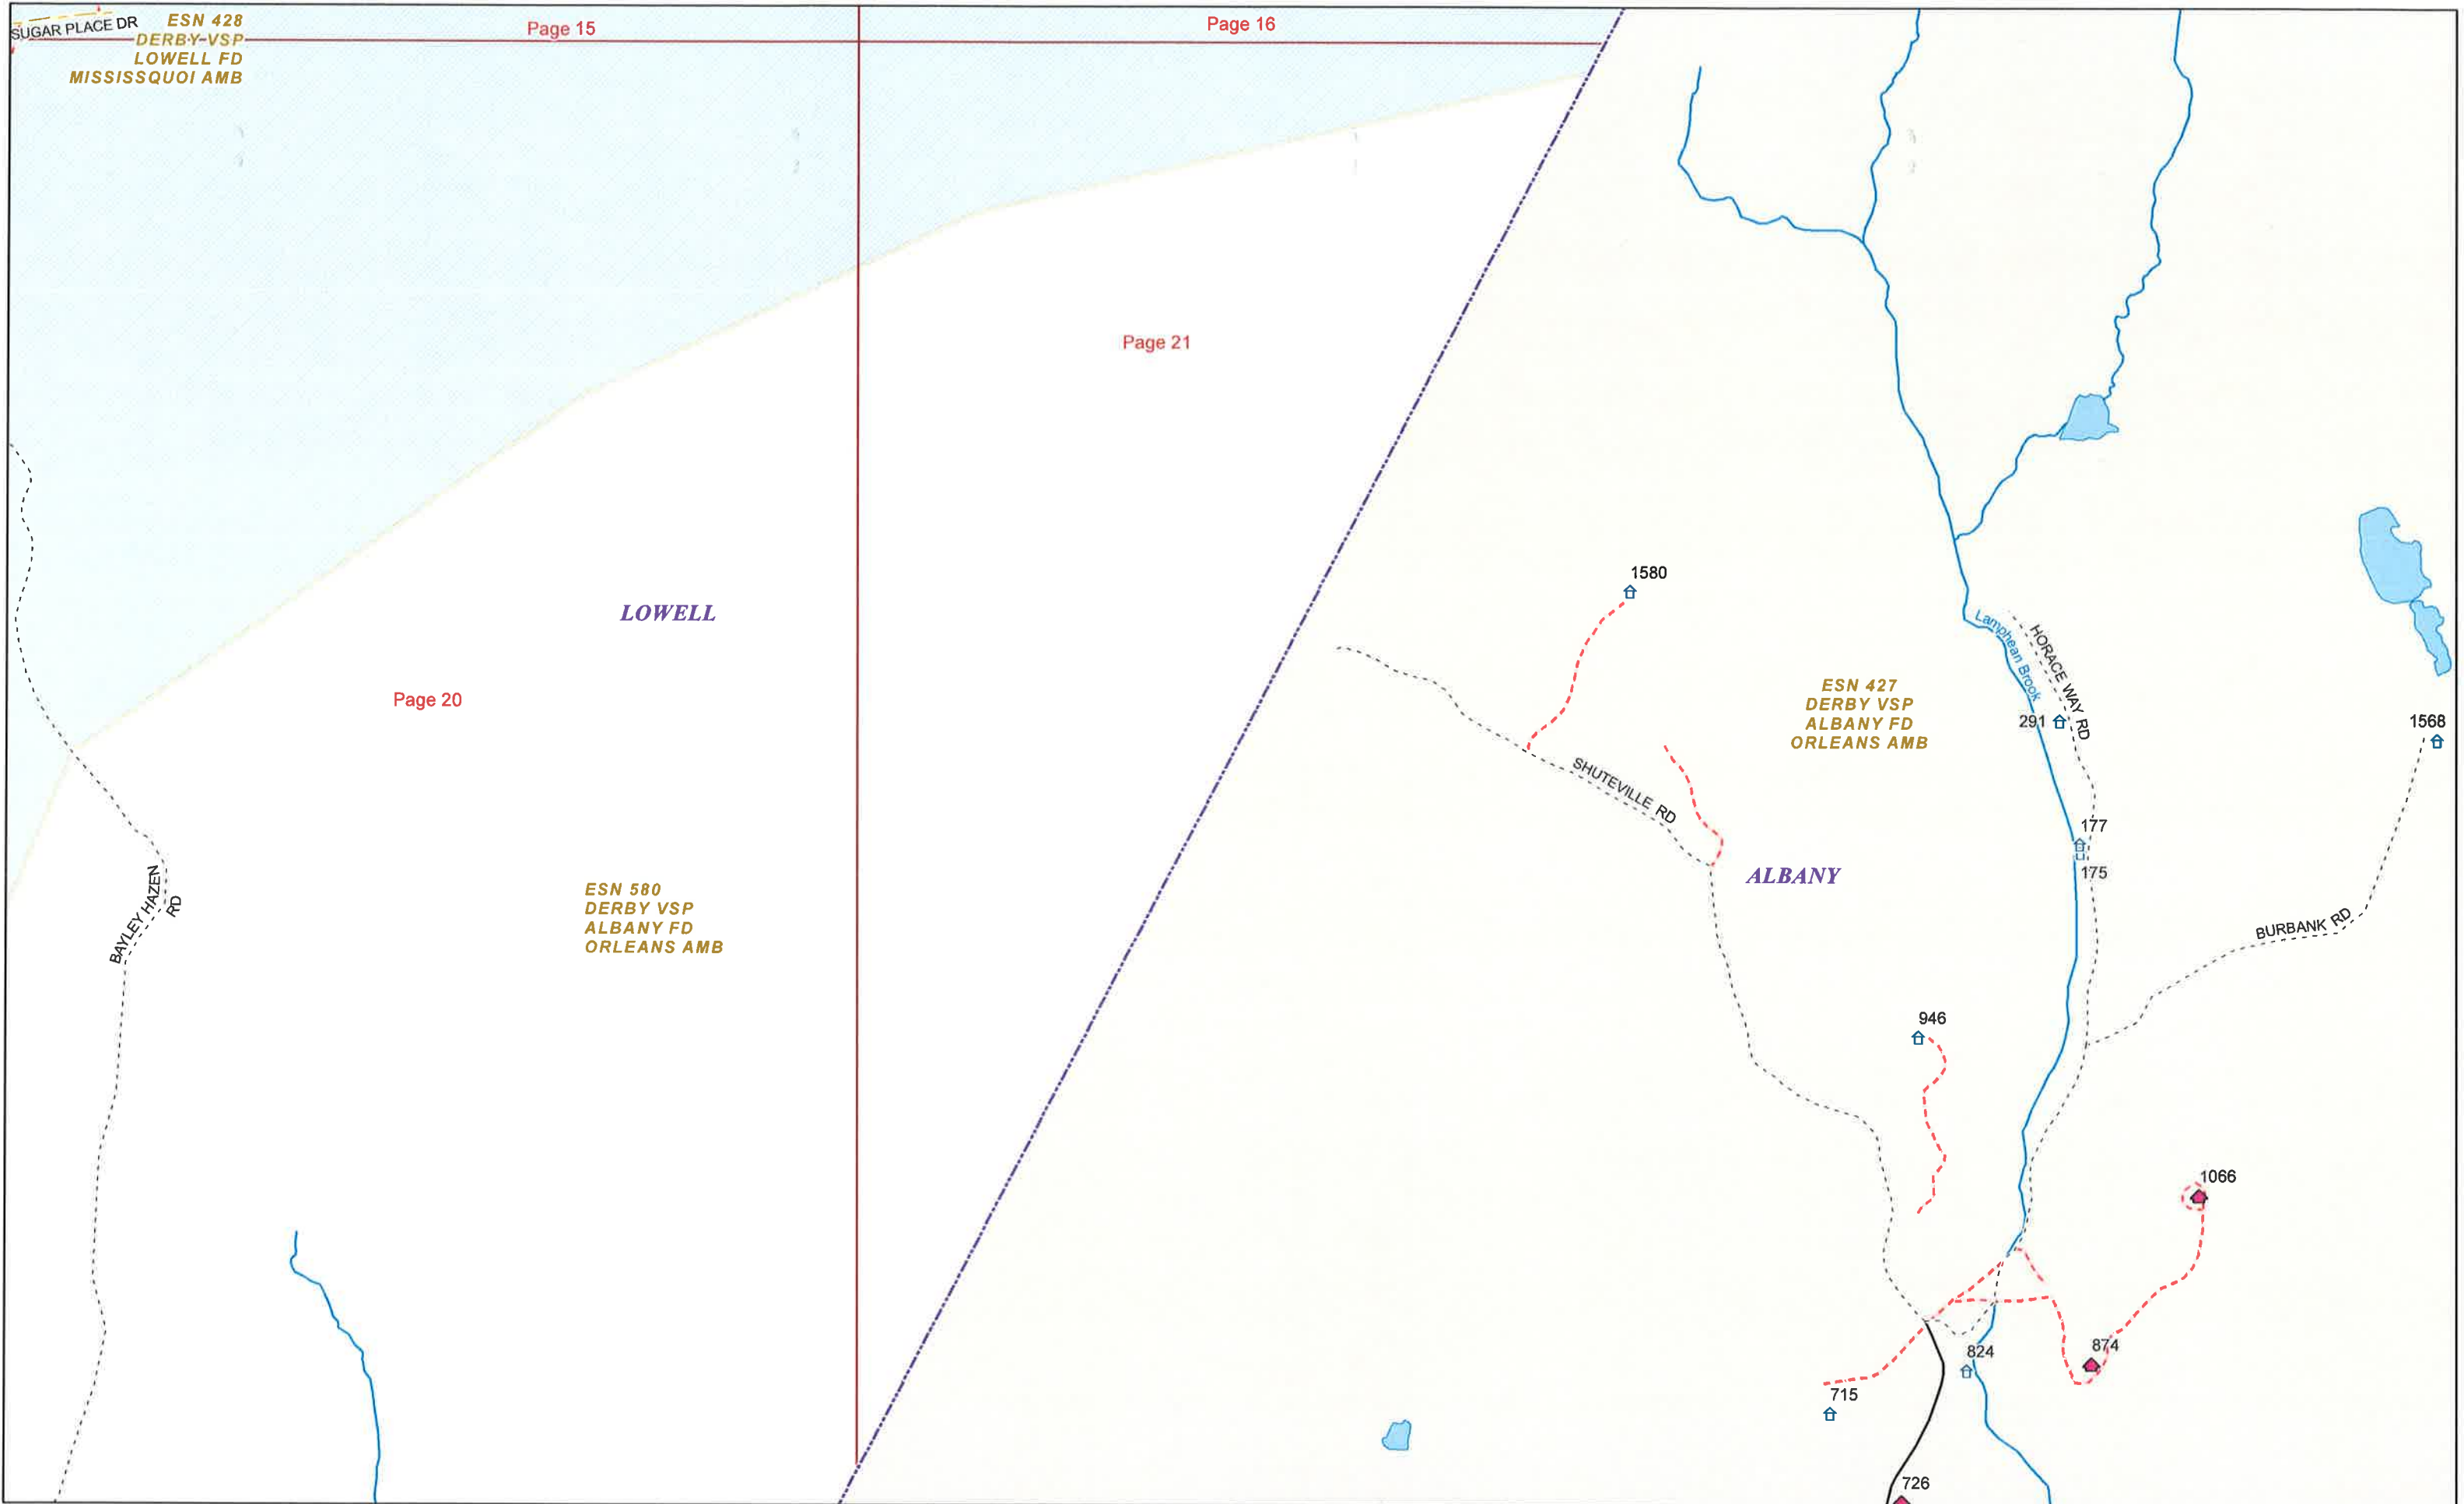 SUGAR PLACE DR
ESN 428
DERBY VSP
LOWELL FD
MISSISSQUOI AMB
Page 15
Page 16
Page 21
LOWELL
Page 20
ESN 580
DERBY VSP
ALBANY FD
ORLEANS AMB
BAYLEY HAZEN
RD
1580
SHUTEVILLE RD
ESN 427
DERBY VSP
ALBANY FD
ORLEANS AMB
ALBANY
Lamphean Brook
HORACE WAY RD
291
1568
177
175
BURBANK RD
946
1066
824
874
715
726